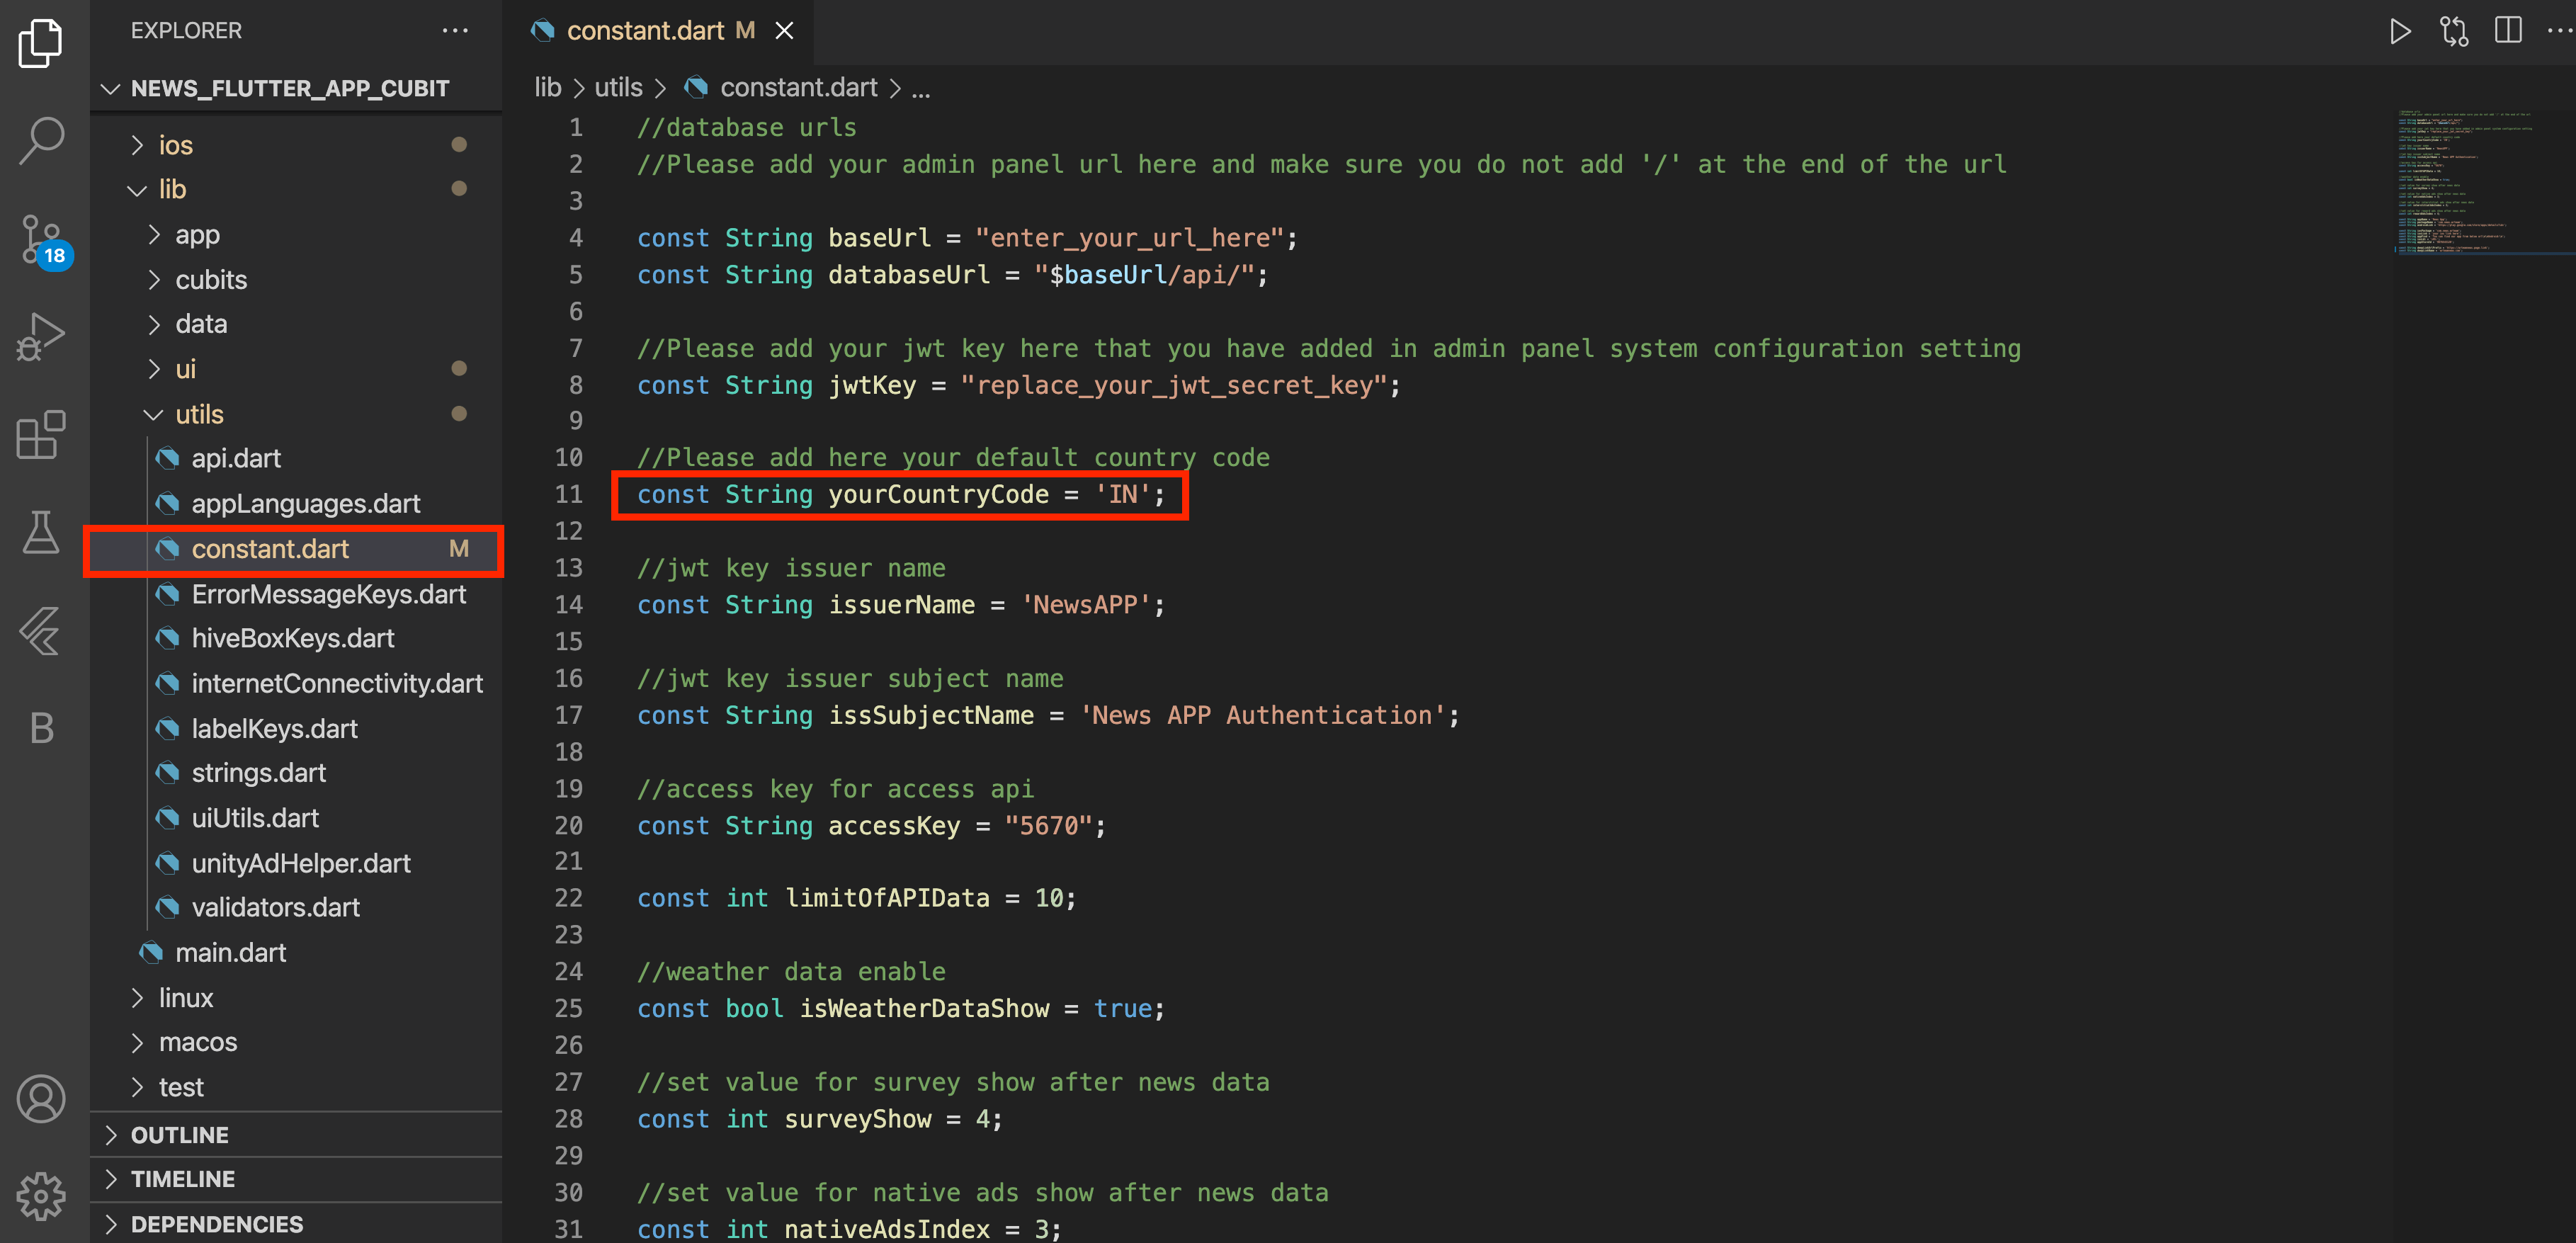 EXPLORER
NEWS_FLUTTER_APP_CUBIT
ios
lib
app
cubits
data
ui
utils
api.dart
appLanguages.dart
constant.dart M
ErrorMessageKeys.dart
hiveBoxKeys.dart
internetConnectivity.dart
labelKeys.dart
strings.dart
uiUtils.dart
unityAdHelper.dart
validators.dart
main.dart
linux
macos
test
OUTLINE
TIMELINE
DEPENDENCIES
18
B
constant.dart M
lib > utils > constant.dart > ...
1 //database urls
2 //Please add your admin panel url here and make sure you do not add '/' at the end of the url
3
4 const String baseUrl = "enter_your_url_here";
5 const String databaseUrl = "$baseUrl/api/";
6
7 //Please add your jwt key here that you have added in admin panel system configuration setting
8 const String jwtKey = "replace_your_jwt_secret_key";
9
10 //Please add here your default country code
11 const String yourCountryCode = 'IN';
12
13 //jwt key issuer name
14 const String issuerName = 'NewsAPP';
15
16 //jwt key issuer subject name
17 const String issSubjectName = 'News APP Authentication';
18
19 //access key for access api
20 const String accessKey = "5670";
21
22 const int limitOfAPIData = 10;
23
24 //weather data enable
25 const bool isWeatherDataShow = true;
26
27 //set value for survey show after news data
28 const int surveyShow = 4;
29
30 //set value for native ads show after news data
31 const int nativeAdsIndex = 3;